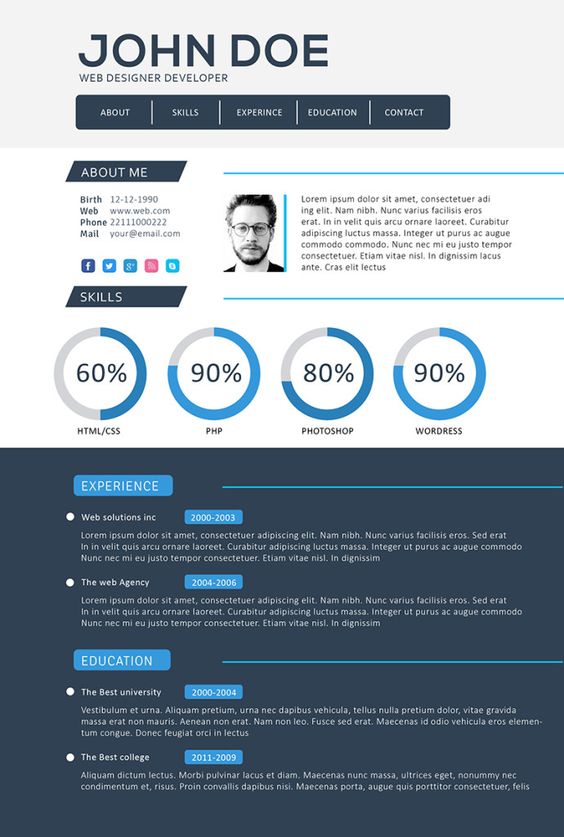 JOHN DOE
WEB DESIGNER DEVELOPER
ABOUT SKILLS EXPERINCE EDUCATION CONTACT
ABOUT ME
Birth 12-12-1990
Web www.web.com
Phone 22111000222
Mail your@email.com
Lorem ipsum dolor sit amet, consectetuer adi
ing elit. Nam nibh. Nunc varius facilisis eros
erat. In in velit quis arcu ornare laoreet. Curabitur
adipiscing luctus massa. Integer ut purus ac augue
commodo commodo. Nunc nec mi eu justo tempor
consectetuer. Etiam vitae nisl. In dignissim lacus
ante. Cras elit lectus
SKILLS
60% 90% 80% 90%
HTML/CSS PHP PHOTOSHOP WORDRESS
EXPERIENCE
Web solutions inc 2000-2003
Lorem ipsum dolor sit amet, consectetuer adipiscing elit. Nam nibh. Nunc varius facilisis eros. Sed erat
In in velit quis arcu ornare laoreet. Curabitur adipiscing luctus massa. Integer ut purus ac augue commodo
commodo. Nunc nec mi eu justo tempor consectetuer. Etiam vitae nisl. In dignissim
The web Agency 2004-2006
Lorem ipsum dolor sit amet, consectetuer adipiscing elit. Nam nibh. Nunc varius facilisis eros. Sed erat
In in velit quis arcu ornare laoreet. Curabitur adipiscing luctus massa. Integer ut purus ac augue commodo
commodo. Nunc nec mi eu justo tempor consectetuer. Etiam vitae nisl. In dignissim
EDUCATION
The Best university 2000-2004
Vestibulum et urna. Aliquam pretium, urna nec dapibus vehicula, tellus nulla pretium dolor, vitae gravida
massa erat non mauris. Aenean non erat. Nam non leo. Fusce sed erat. Maecenas id odio vehicula eros elemen-
tum congue. Donec feugiat orci in lectus
The Best college 2011-2009
Aliquam dictum lectus. Morbi pulvinar lacus et diam. Maecenas nunc massa, ultrices eget, nonummy nec
condimentum et, risus. Proin convallis dapibus nunc. Maecenas porta, augue quis porttitor consectetuer, felis